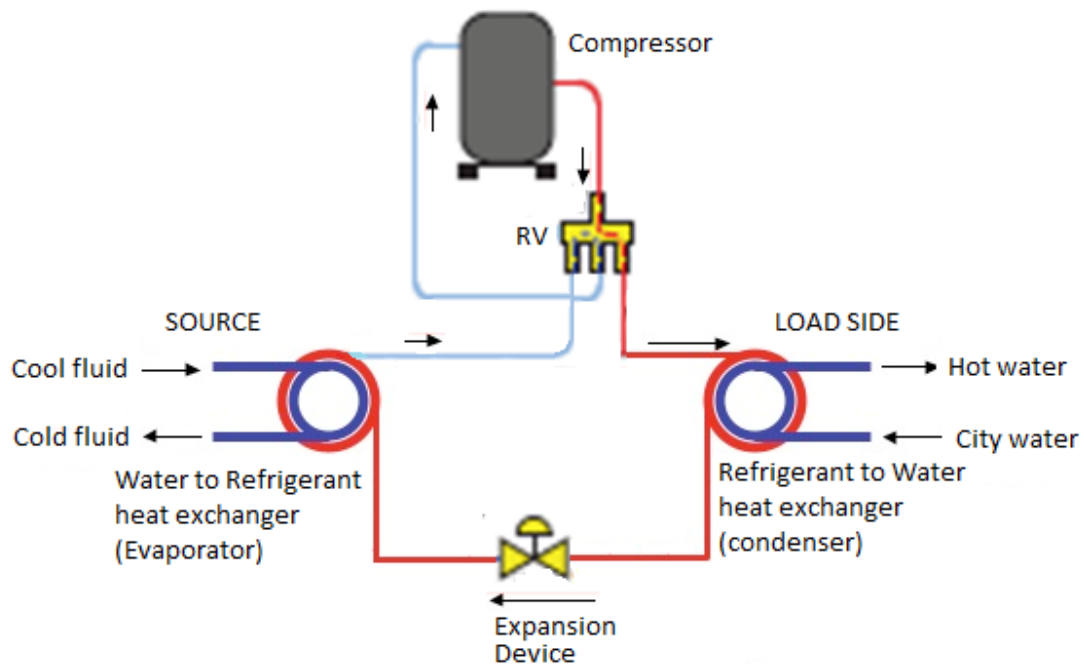 Compressor
RV
SOURCE
LOAD SIDE
Cool fluid
Hot water
Cold fluid
City water
Water to Refrigerant
heat exchanger
(Evaporator)
Refrigerant to Water
heat exchanger
(condenser)
Expansion
Device